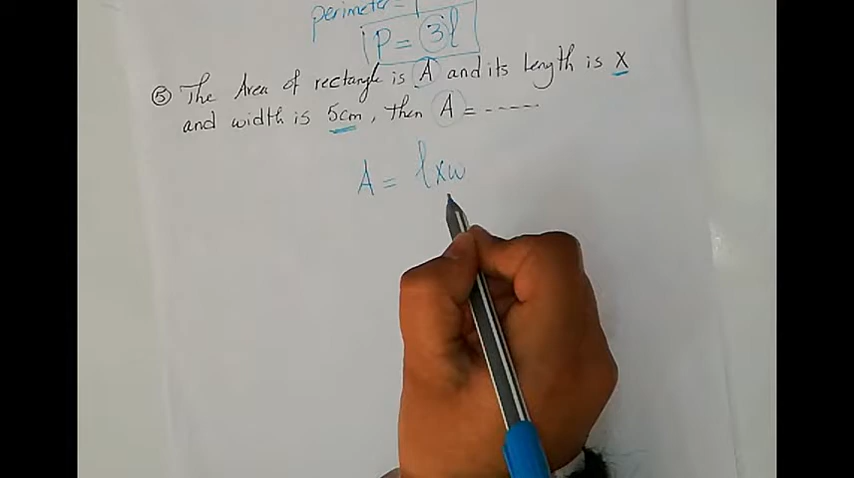 perimeter =
P = 3l
⑤ The Area of rectangle is A and its Length is X
and width is 5cm, then A = -----
A = l x w